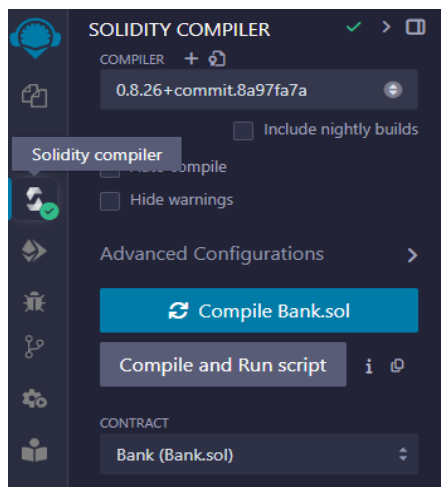 SOLIDITY COMPILER
COMPILER
0.8.26+commit.8a97fa7a
Include nightly builds
Solidity compiler
compile
Hide warnings
Advanced Configurations
Compile Bank.sol
Compile and Run script
CONTRACT
Bank (Bank.sol)